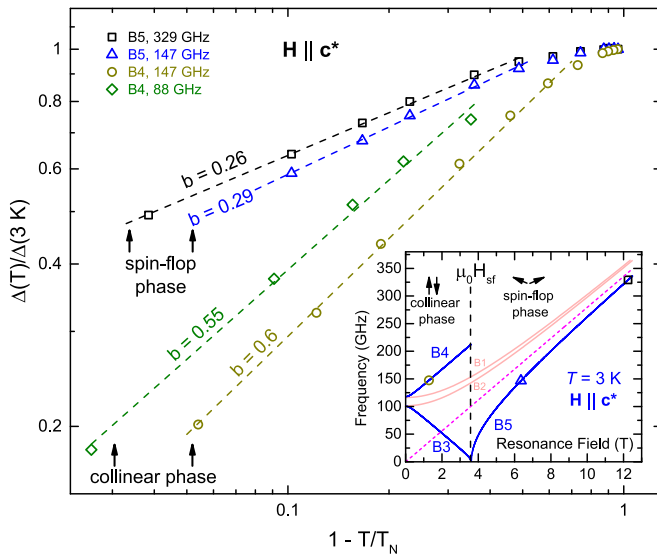 B5, 329 GHz
B5, 147 GHz
B4, 147 GHz
B4, 88 GHz
H || c*
Δ(T)/Δ(3 K)
1
0.8
0.6
0.4
0.2
b = 0.26
b = 0.29
b = 0.55
b = 0.6
spin-flop
phase
collinear phase
0.1
1
1 - T/TN
Frequency (GHz)
350
300
250
200
150
100
50
0
μ0Hsf
collinear
phase
spin-flop
phase
B4
B1
B2
B3
B5
T = 3 K
H || c*
Resonance Field (T)
0 2 4 6 8 10 12